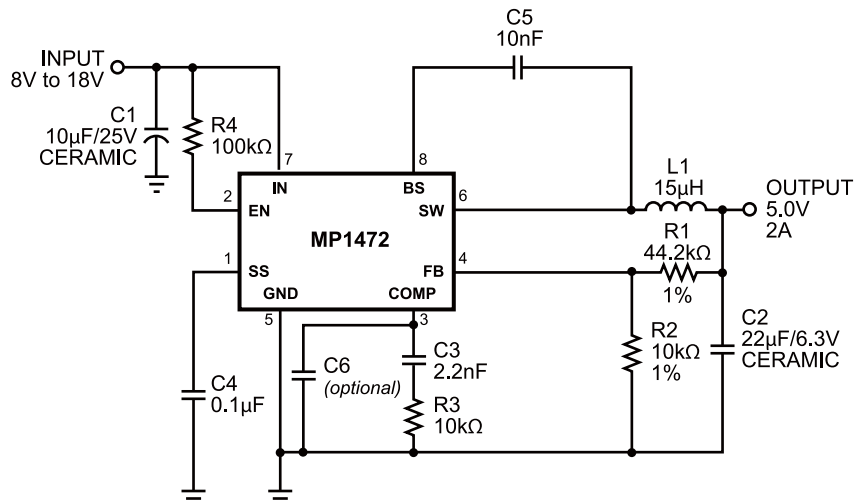 C5
10nF
INPUT
8V to 18V
C1
10µF/25V
CERAMIC
R4
100kΩ
7
8
IN
BS
L1
15µH
OUTPUT
5.0V
2A
2
EN
SW
6
MP1472
R1
44.2kΩ
1%
1
SS
FB
4
GND
COMP
5
3
C6
(optional)
C3
2.2nF
R2
10kΩ
1%
C2
22µF/6.3V
CERAMIC
C4
0.1µF
R3
10kΩ